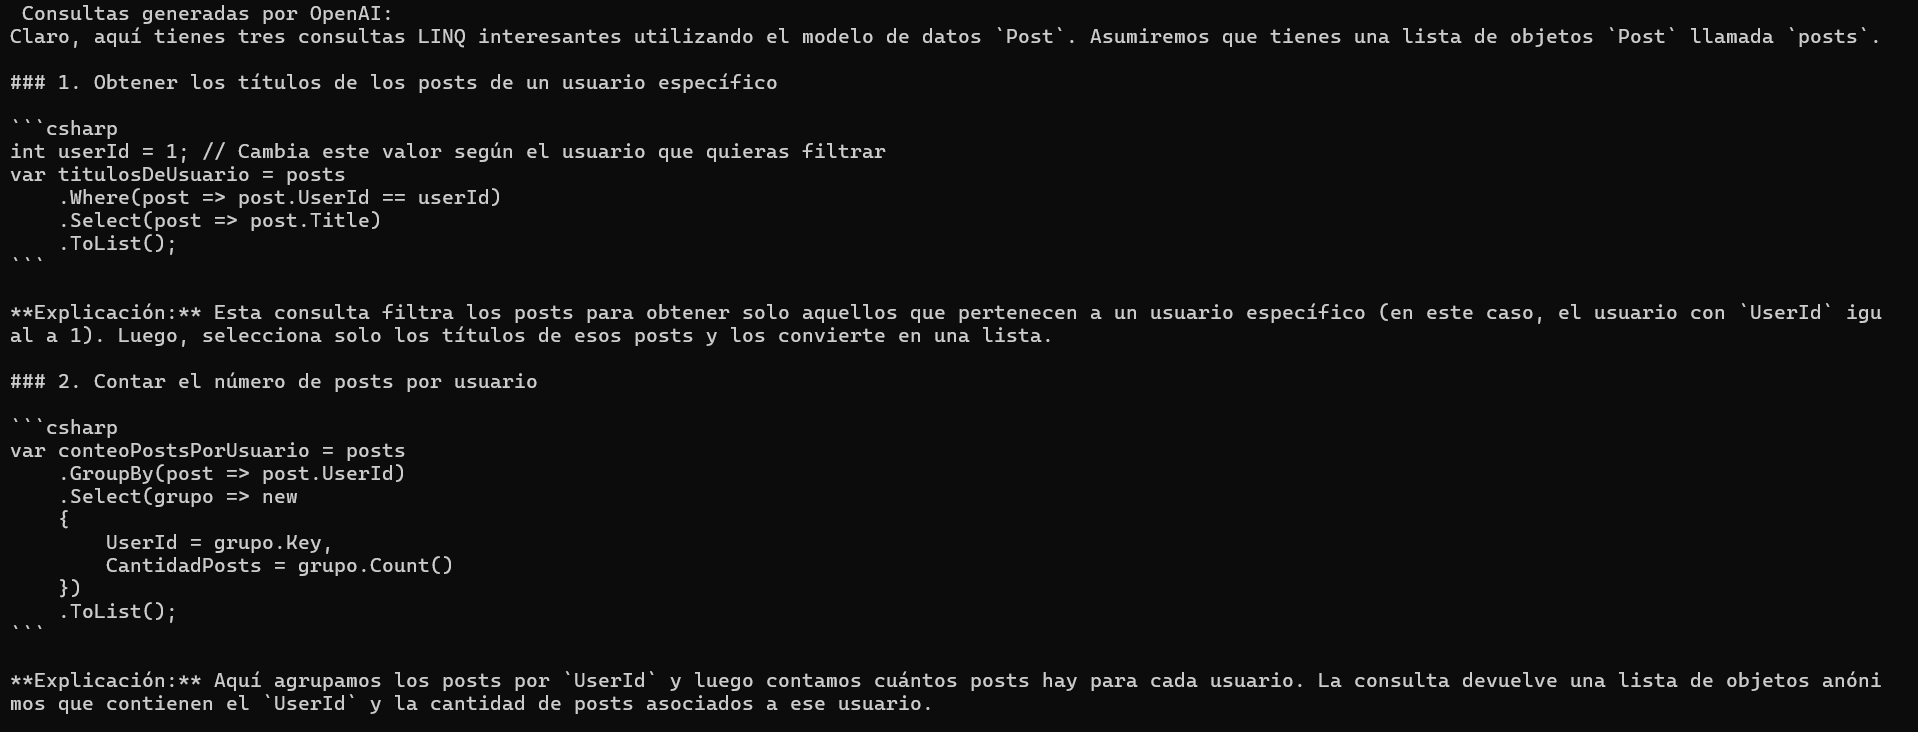 Consultas generadas por OpenAI:
Claro, aquí tienes tres consultas LINQ interesantes utilizando el modelo de datos `Post`. Asumiremos que tienes una lista de objetos `Post` llamada `posts`.
### 1. Obtener los títulos de los posts de un usuario específico
```csharp
int userId = 1; // Cambia este valor según el usuario que quieras filtrar
var titulosDeUsuario = posts
    .Where(post => post.UserId == userId)
    .Select(post => post.Title)
    .ToList();
```
**Explicación:** Esta consulta filtra los posts para obtener solo aquellos que pertenecen a un usuario específico (en este caso, el usuario con `UserId` igu
al a 1). Luego, selecciona solo los títulos de esos posts y los convierte en una lista.
### 2. Contar el número de posts por usuario
```csharp
var conteoPostsPorUsuario = posts
    .GroupBy(post => post.UserId)
    .Select(grupo => new
    {
        UserId = grupo.Key,
        CantidadPosts = grupo.Count()
    })
    .ToList();
```
**Explicación:** Aquí agrupamos los posts por `UserId` y luego contamos cuántos posts hay para cada usuario. La consulta devuelve una lista de objetos anóni
mos que contienen el `UserId` y la cantidad de posts asociados a ese usuario.